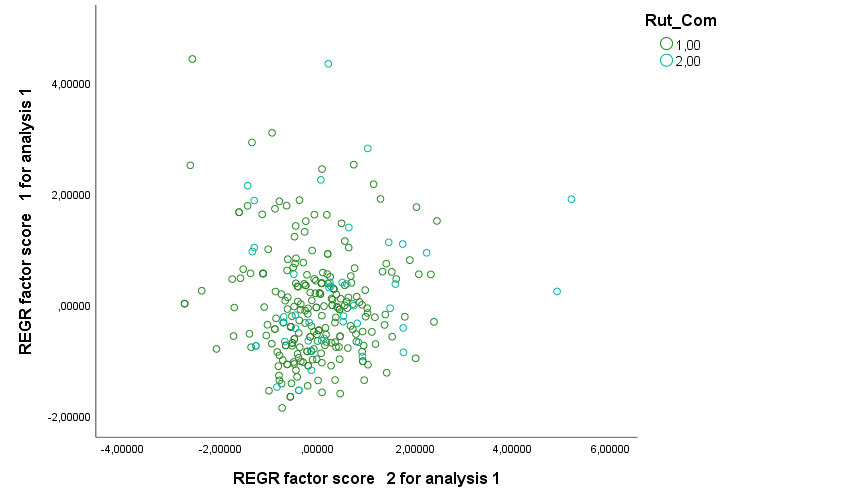 Rut_Com
1,00
2,00
REGR factor score 1 for analysis 1
4,00000
2,00000
,00000
-2,00000
-4,00000 -2,00000 ,00000 2,00000 4,00000 6,00000
REGR factor score 2 for analysis 1